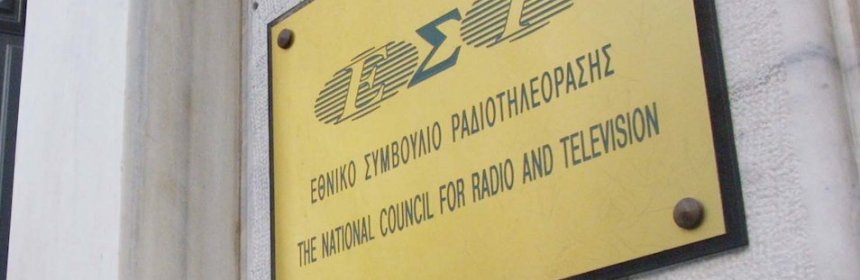 ΕΣΡ
ΕΘΝΙΚΟ ΣΥΜΒΟΥΛΙΟ ΡΑΔΙΟΤΗΛΕΟΡΑΣΗΣ
THE NATIONAL COUNCIL FOR RADIO AND TELEVISION